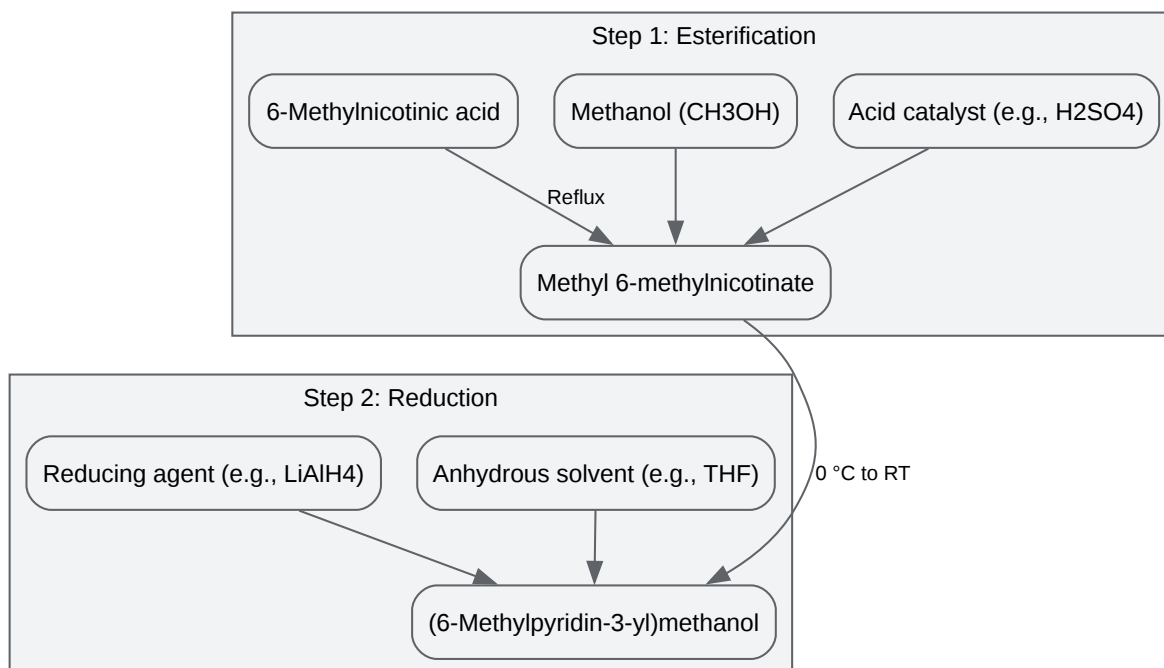 Step 1: Esterification
6-Methylnicotinic acid
Methanol (CH3OH)
Acid catalyst (e.g., H2SO4)
Reflux
Methyl 6-methylnicotinate
Step 2: Reduction
Reducing agent (e.g., LiAlH4)
Anhydrous solvent (e.g., THF)
0 °C to RT
(6-Methylpyridin-3-yl)methanol